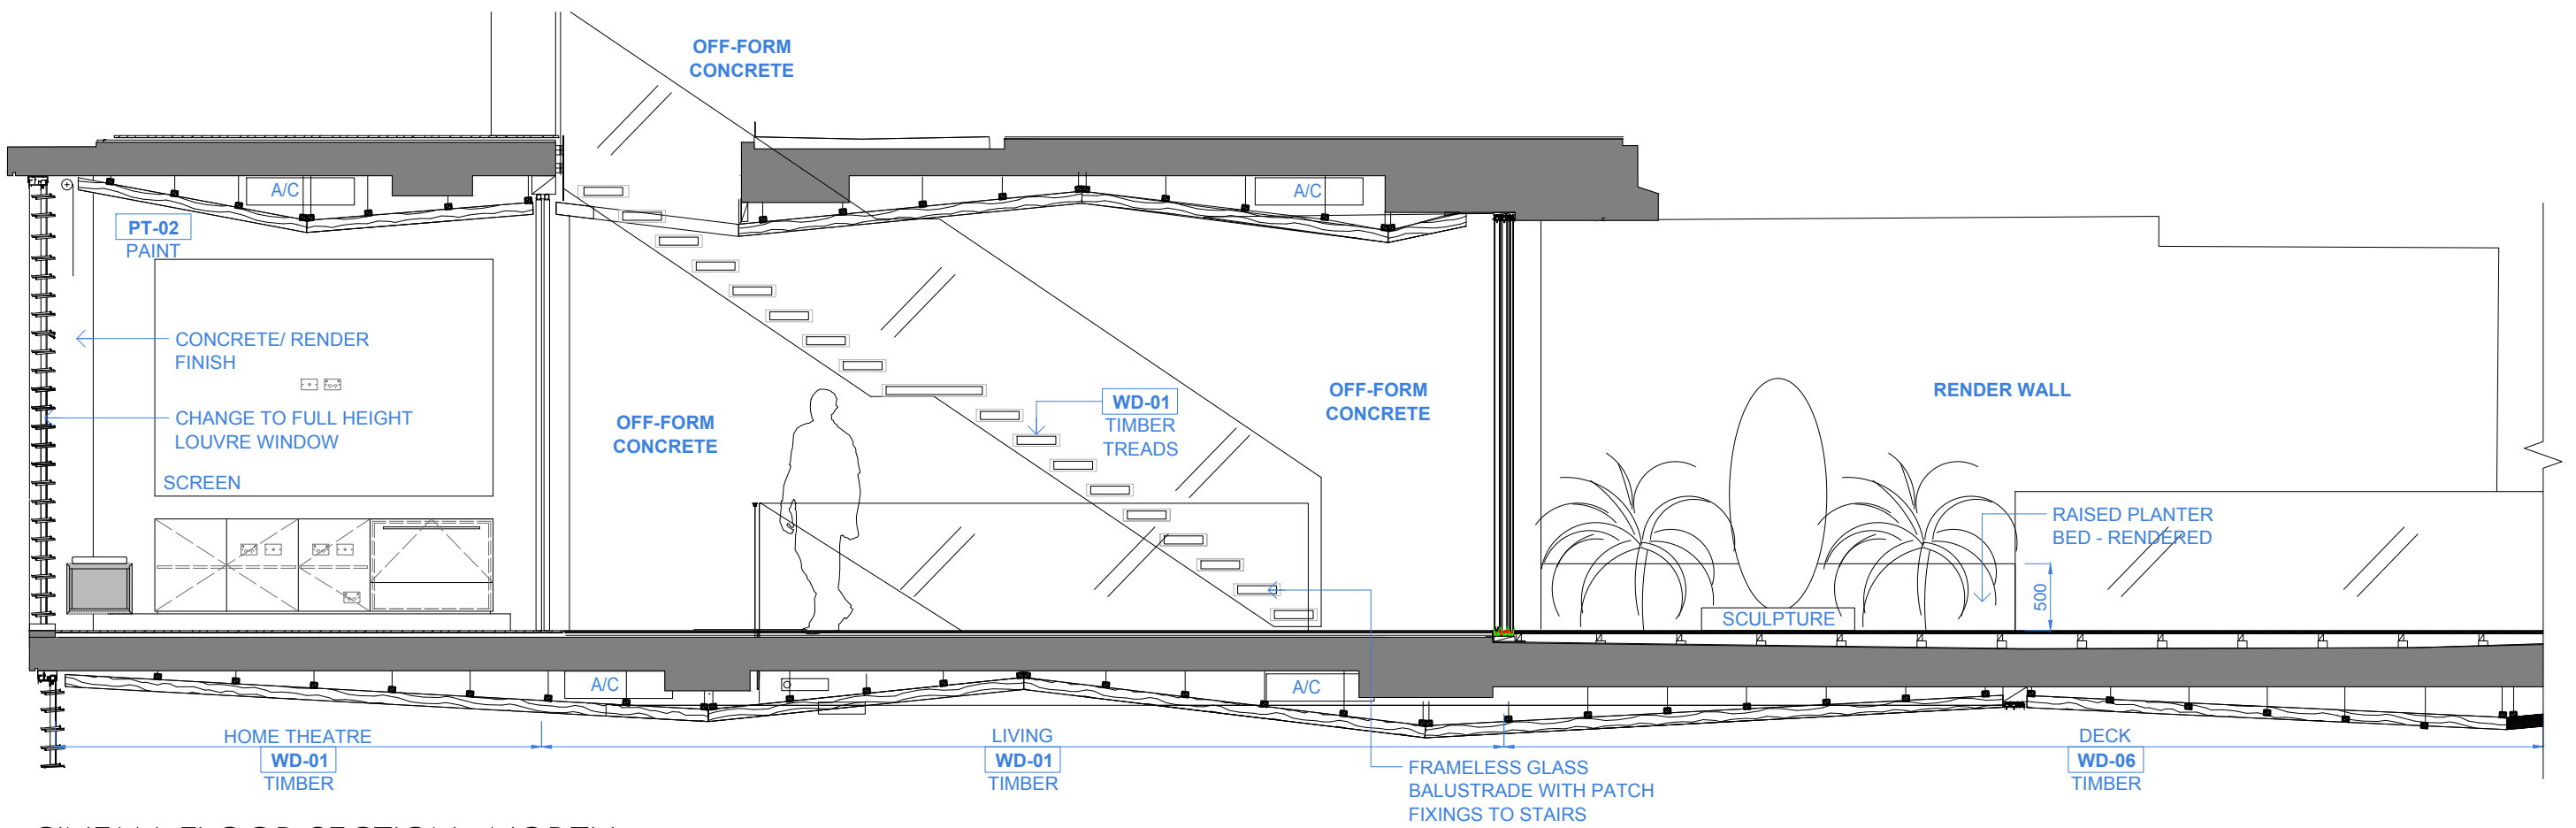 OFF-FORM
CONCRETE
A/C
A/C
PT-02
PAINT
CONCRETE/ RENDER
FINISH
CHANGE TO FULL HEIGHT
LOUVRE WINDOW
SCREEN
OFF-FORM
CONCRETE
WD-01
TIMBER
TREADS
OFF-FORM
CONCRETE
RENDER WALL
RAISED PLANTER
BED - RENDERED
500
SCULPTURE
A/C
A/C
HOME THEATRE
WD-01
TIMBER
LIVING
WD-01
TIMBER
DECK
WD-06
TIMBER
FRAMELESS GLASS
BALUSTRADE WITH PATCH
FIXINGS TO STAIRS